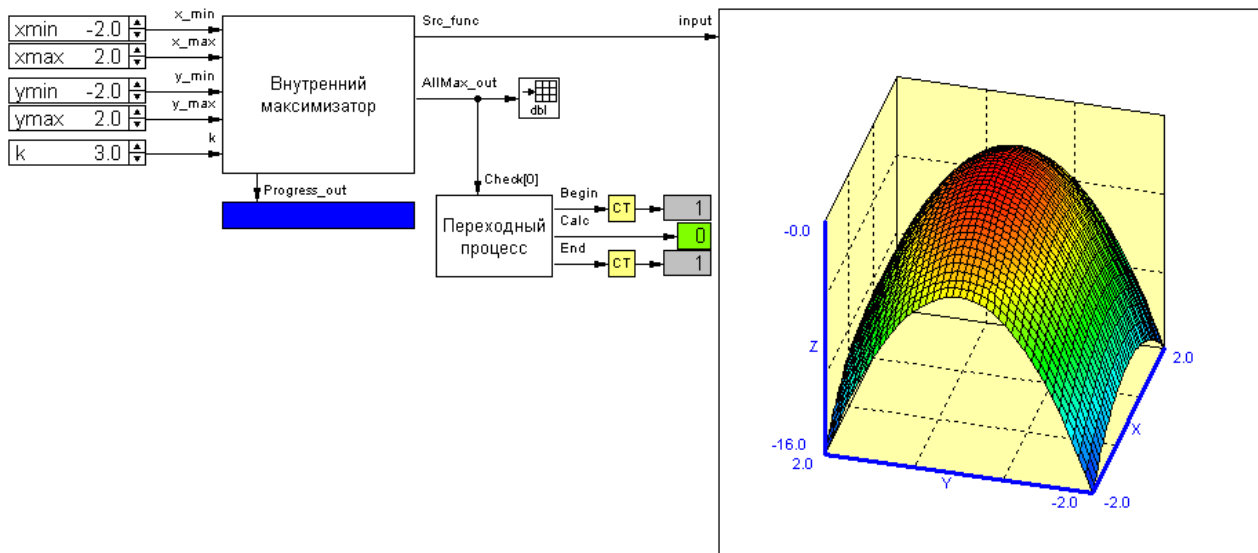 xmin -2.0
x_min
xmax 2.0
x_max
ymin -2.0
y_min
ymax 2.0
y_max
k 3.0
k
Внутренний
максимизатор
Src_func
input
AllMax_out
dbl
Progress_out
Check[0]
Переходный
процесс
Begin
CT
1
Calc
0
End
CT
1
-0.0
Z
-16.0
2.0
Y
-2.0
-2.0
X
2.0